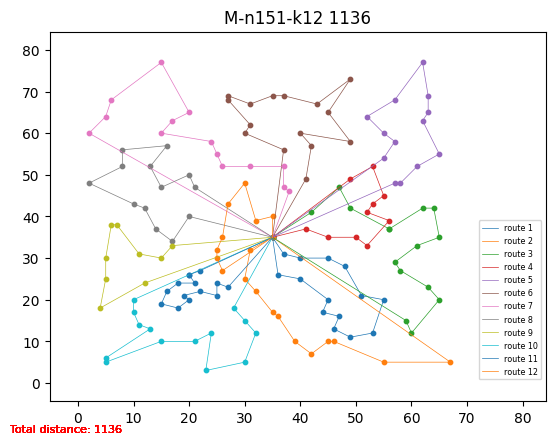 M-n151-k12 1136
80
70
60
50
40
30
20
10
0
route 1
route 2
route 3
route 4
route 5
route 6
route 7
route 8
route 9
route 10
route 11
route 12
0 10 20 30 40 50 60 70 80
Total distance: 1136